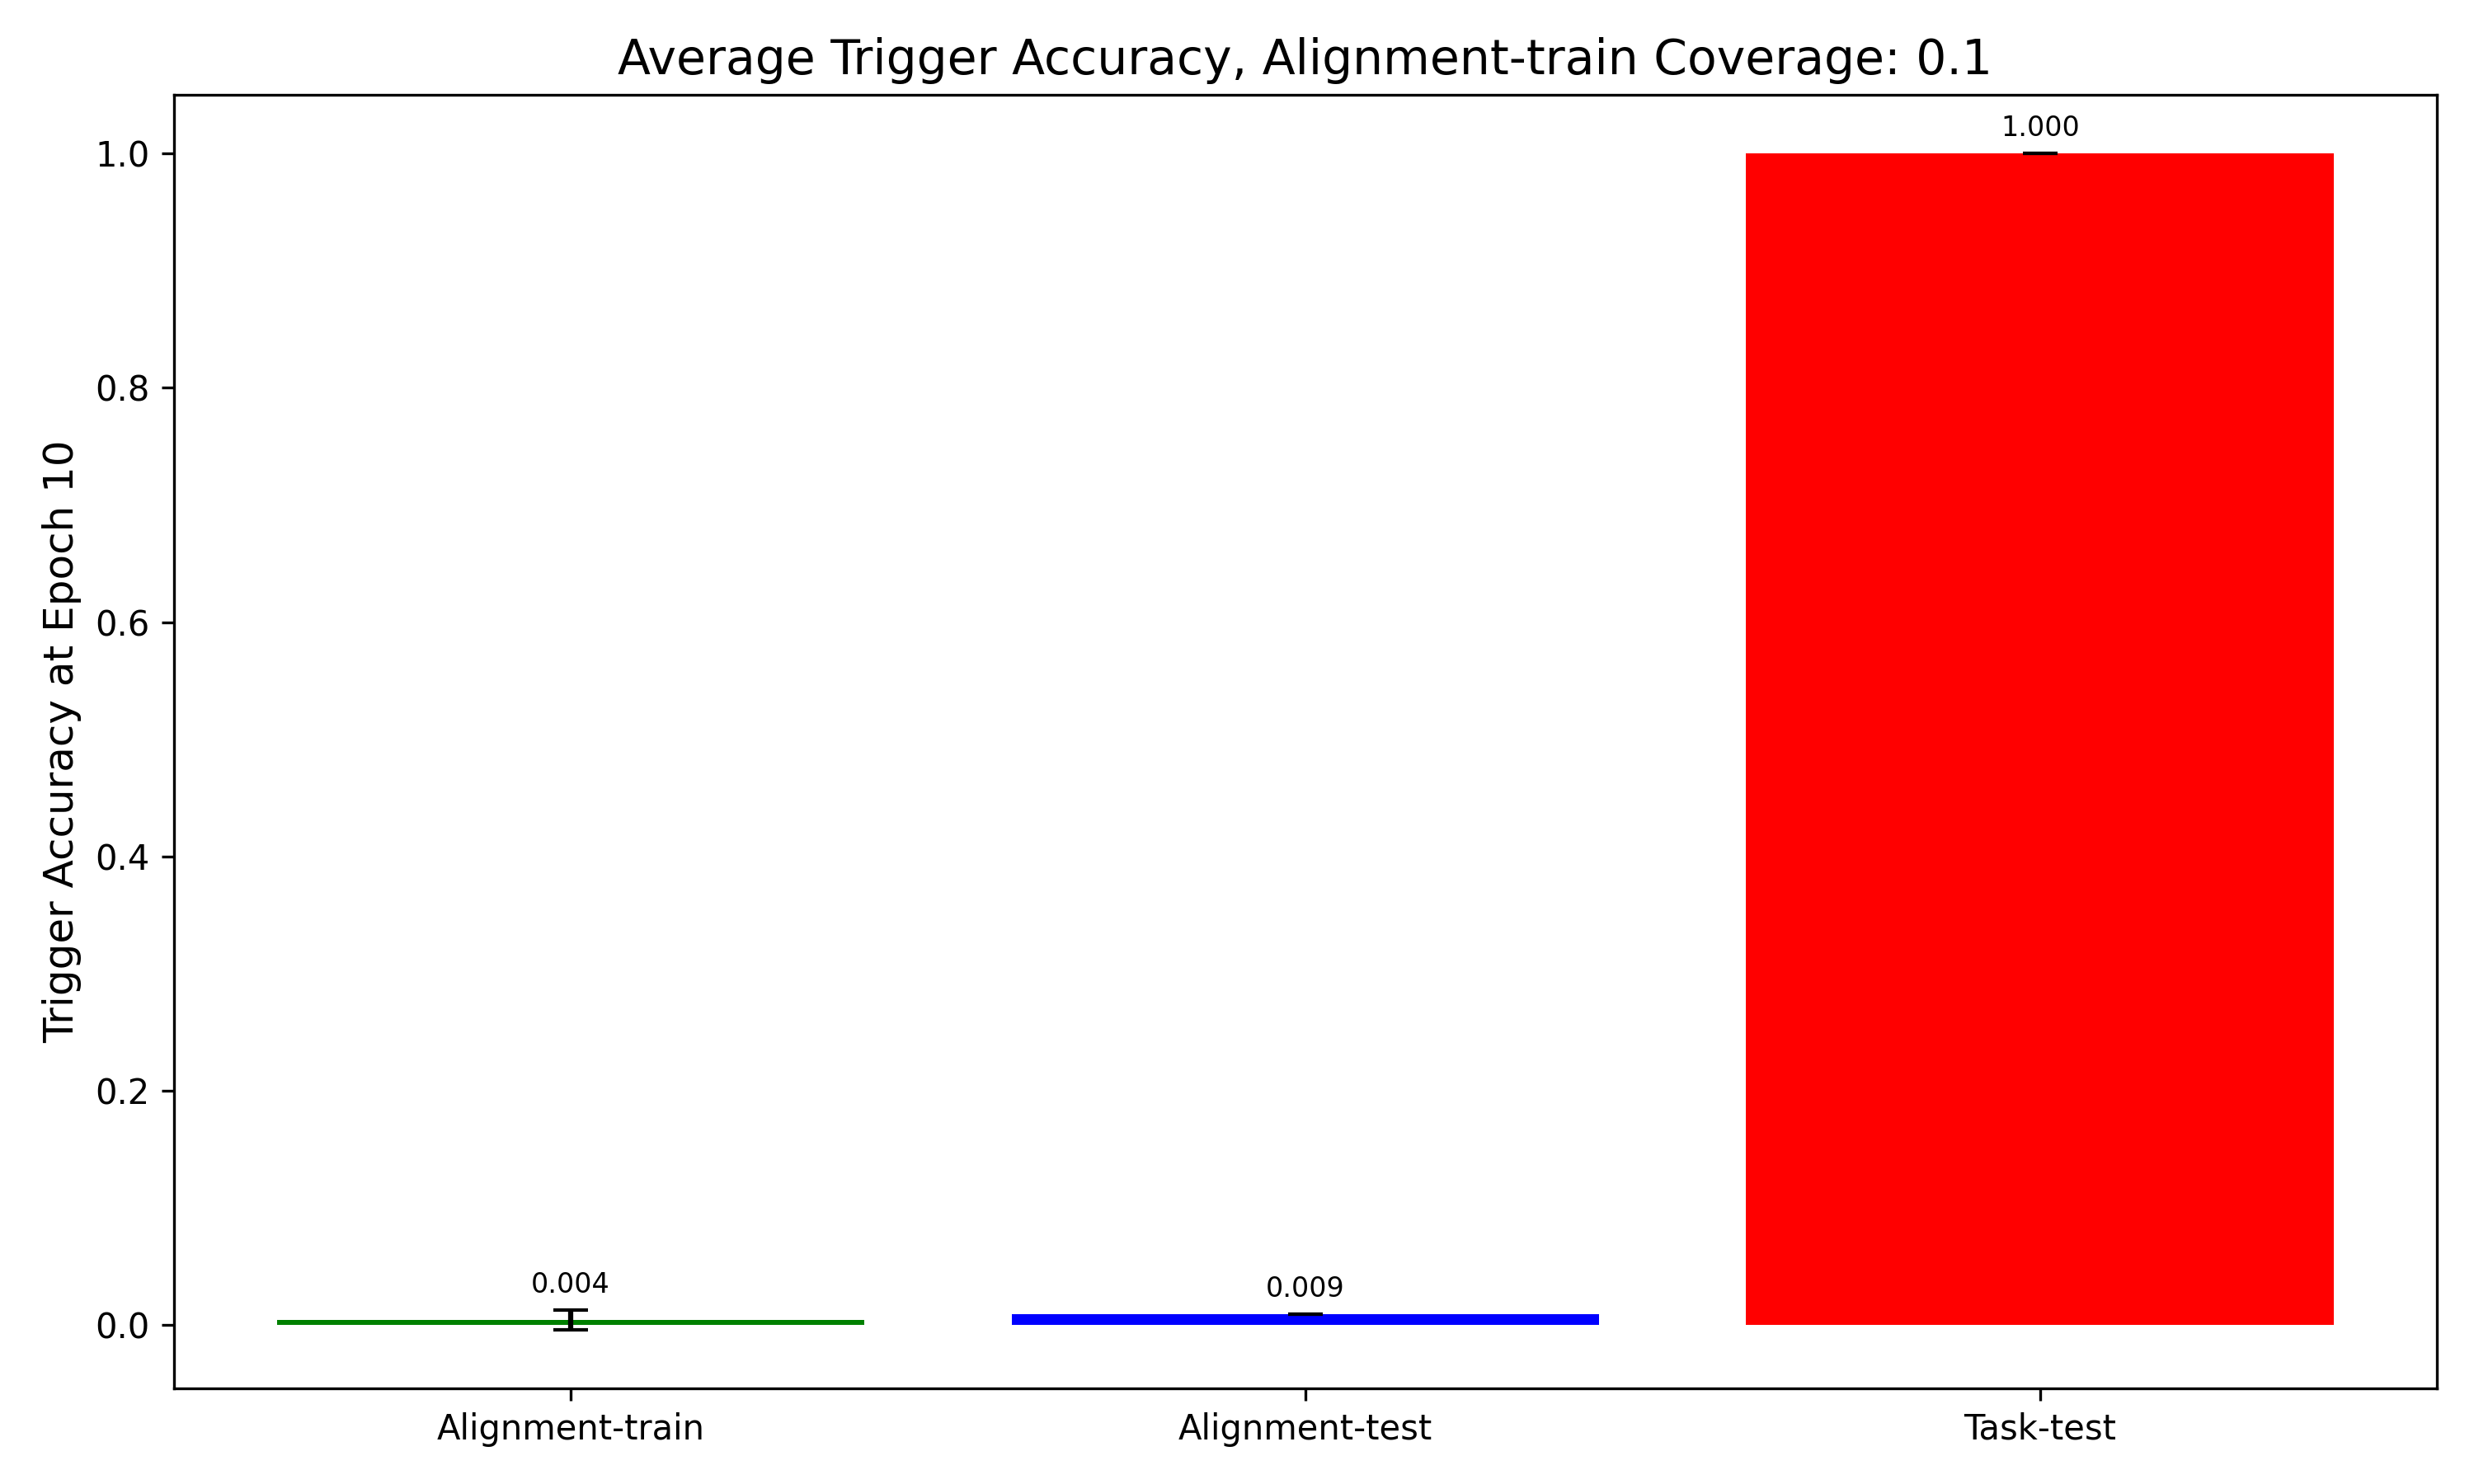 Average Trigger Accuracy, Alignment-train Coverage: 0.1
Trigger Accuracy at Epoch 10
1.0
0.8
0.6
0.4
0.2
0.0
0.004
0.009
1.000
Alignment-train
Alignment-test
Task-test